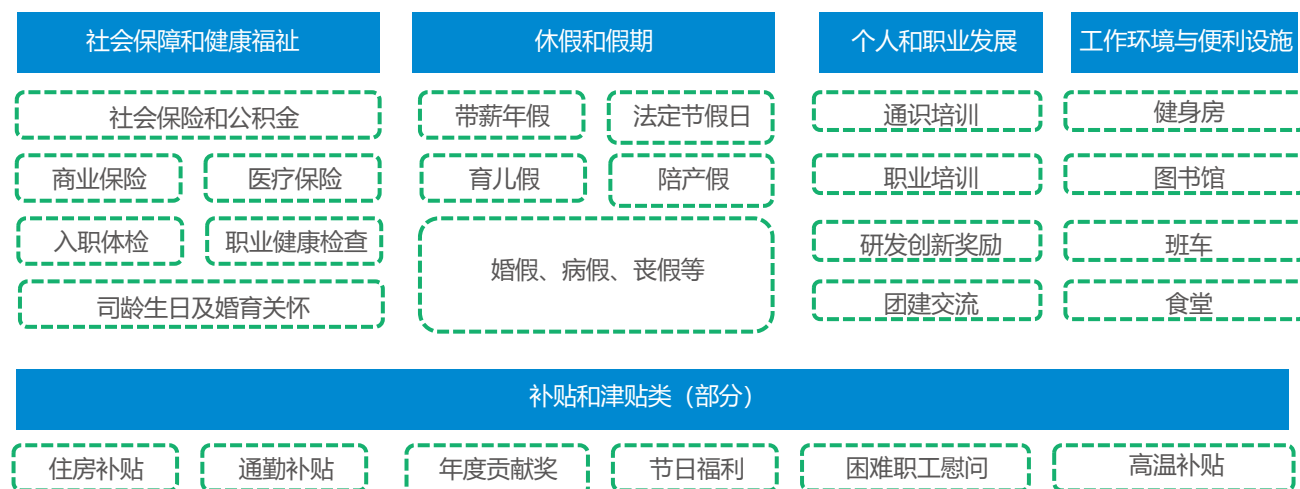 社会保障和健康福祉
休假和假期
个人和职业发展
工作环境与便利设施
社会保险和公积金
带薪年假
法定节假日
通识培训
健身房
商业保险
医疗保险
育儿假
陪产假
职业培训
图书馆
入职体检
职业健康检查
婚假、病假、丧假等
研发创新奖励
班车
司龄生日及婚育关怀
团建交流
食堂
补贴和津贴类（部分）
住房补贴
通勤补贴
年度贡献奖
节日福利
困难职工慰问
高温补贴